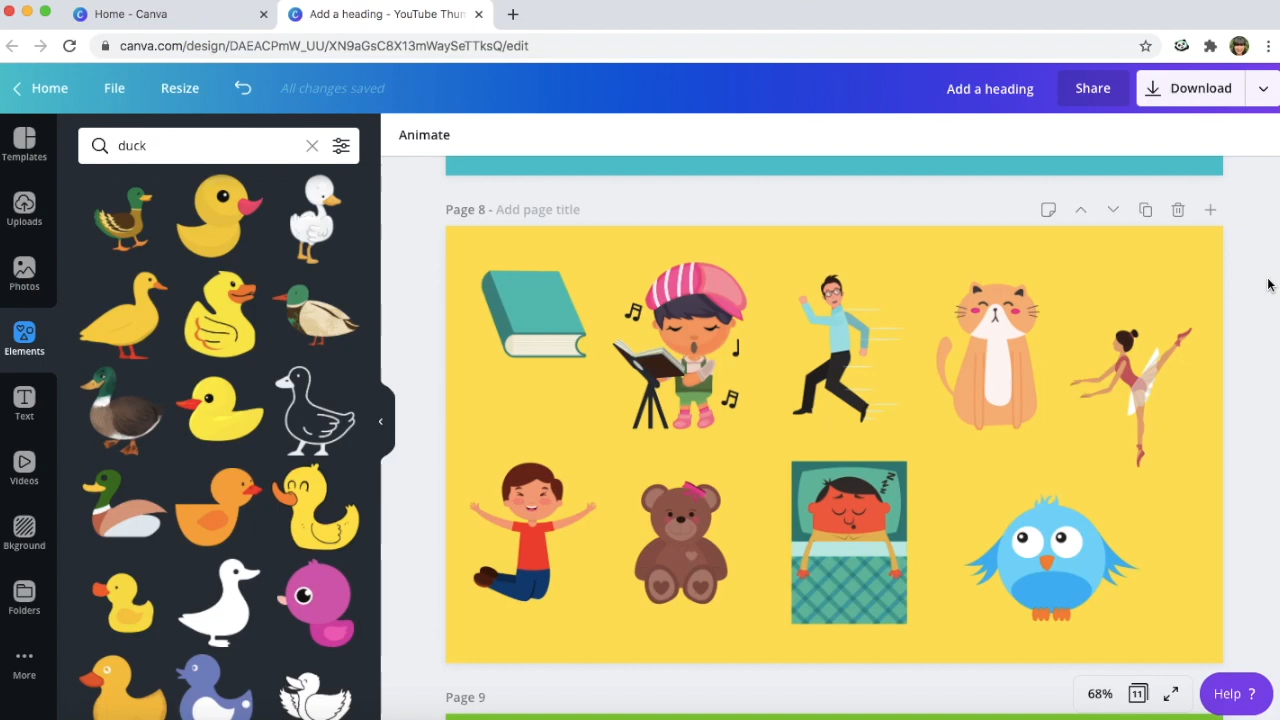 Home - Canva
Add a heading - YouTube Thum
canva.com/design/DAEACPmW_UU/XN9aGsC8X13mWaySeTTksQ/edit
Home
File
Resize
All changes saved
Add a heading
Share
Download
Templates
duck
Animate
Uploads
Page 8 - Add page title
Photos
Elements
Text
Videos
zzz
Bkground
Folders
More
Page 9
68%
11
Help ?